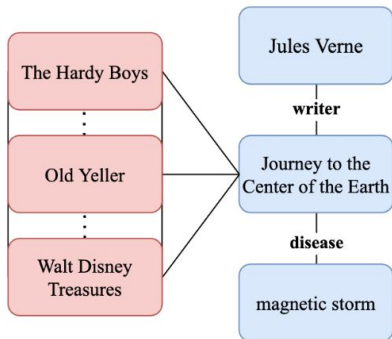 The Hardy Boys
Old Yeller
Walt Disney
Treasures
Jules Verne
writer
Journey to the
Center of the Earth
disease
magnetic storm